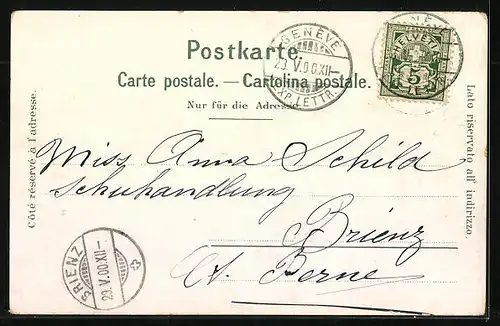 Postkarte.
Carte postale. — Cartolina postale.
Nur für die Adresse.
Côté réservé à l'adresse.
Lato riservato all' indirizzo.
GENÈVE
23.V.00.XII-
EXP. LETTR.
HELVETIA
5
Miss Anna Schild
Schuhandlung
Brienz
Ct. Berne
BRIENZ
23.V.00.XII-